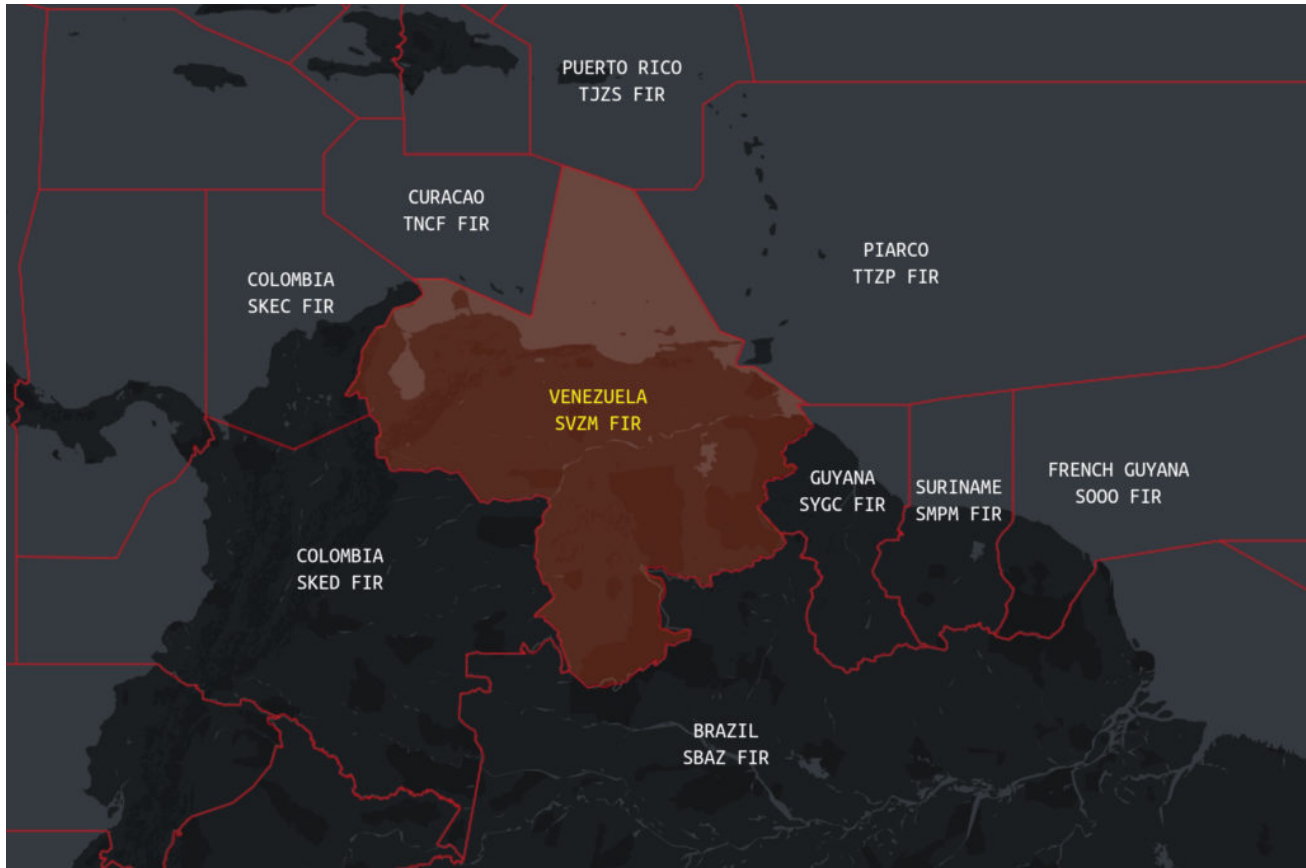 PUERTO RICO
TJZS FIR
CURACAO
TNCF FIR
PIARCO
TTZP FIR
COLOMBIA
SKEC FIR
VENEZUELA
SVZM FIR
GUYANA
SYGC FIR
SURINAME
SMPM FIR
FRENCH GUYANA
SOOO FIR
COLOMBIA
SKED FIR
BRAZIL
SBAZ FIR